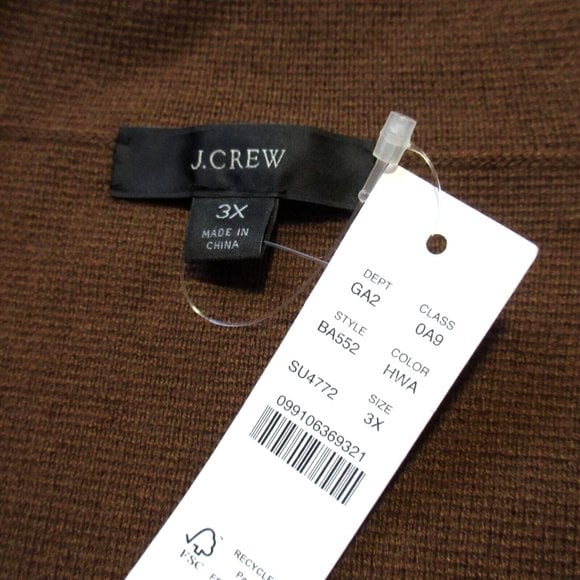 J.CREW
3X
MADE IN
CHINA
DEPT
GA2
CLASS
0A9
STYLE
BA552
COLOR
HWA
SU4772
SIZE
3X
099106369321
FSC
RECYCLE